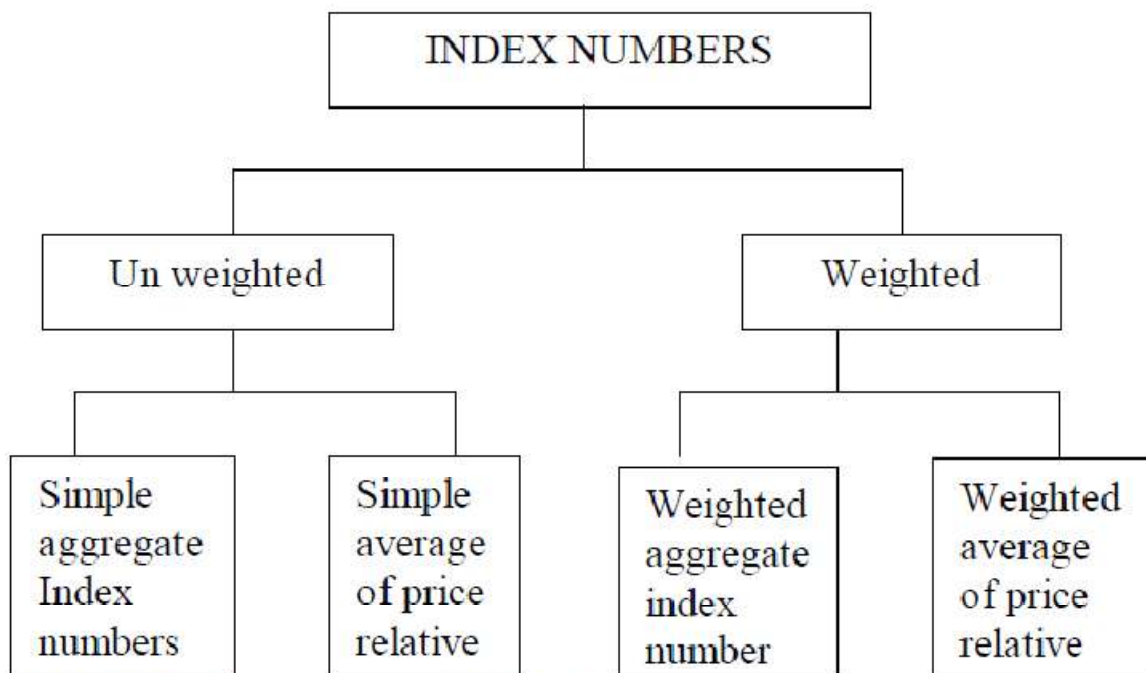 INDEX NUMBERS
Un weighted
Weighted
Simple
aggregate
Index
numbers
Simple
average
of price
relative
Weighted
aggregate
index
number
Weighted
average
of price
relative